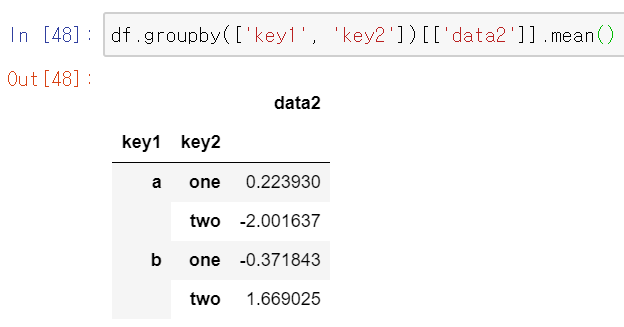 In [48]: df.groupby(['key1', 'key2'])[['data2']].mean()
Out[48]:
data2
key1 key2
a one 0.223930
two -2.001637
b one -0.371843
two 1.669025